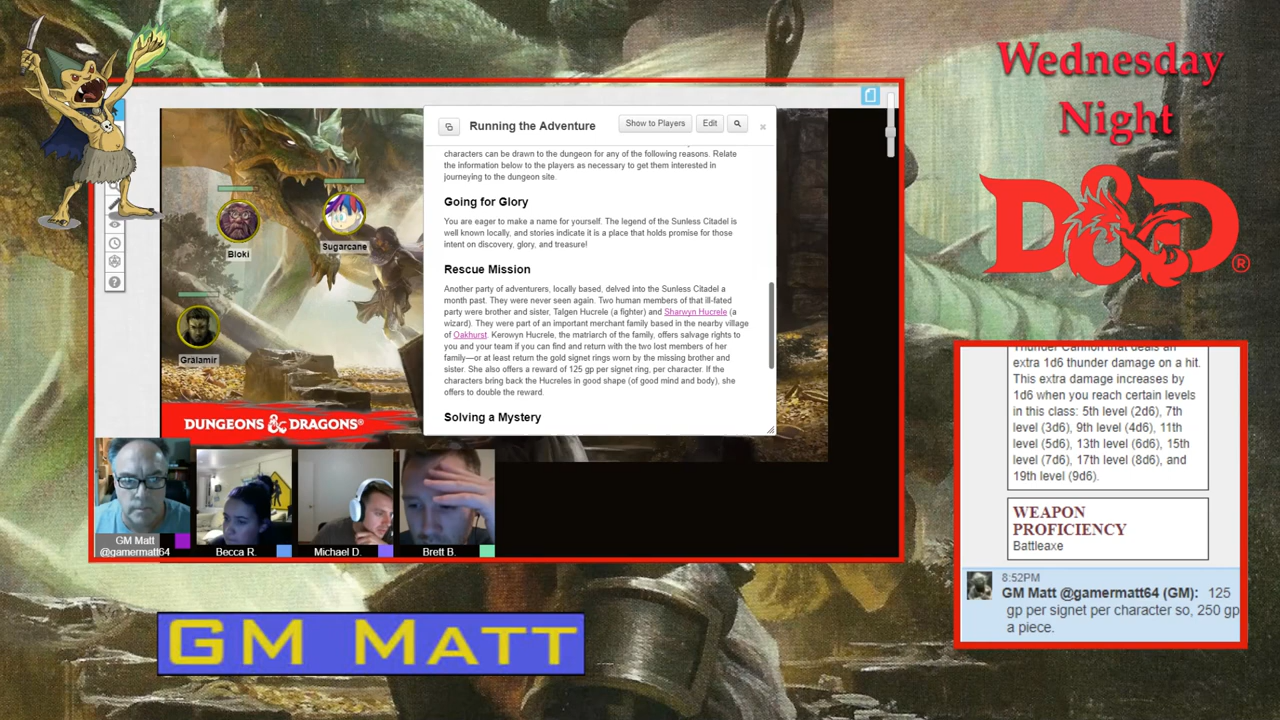 Wednesday
Night
D&D®
Running the Adventure
Show to Players
Edit
characters can be drawn to the dungeon for any of the following reasons. Relate
the information below to the players as necessary to get them interested in
journeying to the dungeon site.
Going for Glory
You are eager to make a name for yourself. The legend of the Sunless Citadel is
well known locally, and stories indicate it is a place that holds promise for those
intent on discovery, glory, and treasure!
Rescue Mission
Another party of adventurers, locally based, delved into the Sunless Citadel a
month past. They were never seen again. Two human members of that ill-fated
party were brother and sister, Talgen Hucrele (a fighter) and Sharwyn Hucrele (a
wizard). They were part of an important merchant family based in the nearby village
of Oakhurst. Kerowyn Hucrele, the matriarch of the family, offers salvage rights to
you and your team if you can find and return with the two lost members of her
family—or at least return the gold signet rings worn by the missing brother and
sister. She also offers a reward of 125 gp per signet ring, per character. If the
characters bring back the Hucreles in good shape (of good mind and body), she
offers to double the reward.
Solving a Mystery
Bloki
Sugarcane
Gralamir
DUNGEONS & DRAGONS®
GM Matt
@gamermatt64
Becca R.
Michael D.
Brett B.
GM Matt
Thunder Cannon that deals an
extra 1d6 thunder damage on a hit.
This extra damage increases by
1d6 when you reach certain levels
in this class: 5th level (2d6), 7th
level (3d6), 9th level (4d6), 11th
level (5d6), 13th level (6d6), 15th
level (7d6), 17th level (8d6), and
19th level (9d6).
WEAPON
PROFICIENCY
Battleaxe
8:52PM
GM Matt @gamermatt64 (GM): 125
gp per signet per character so, 250 gp
a piece.